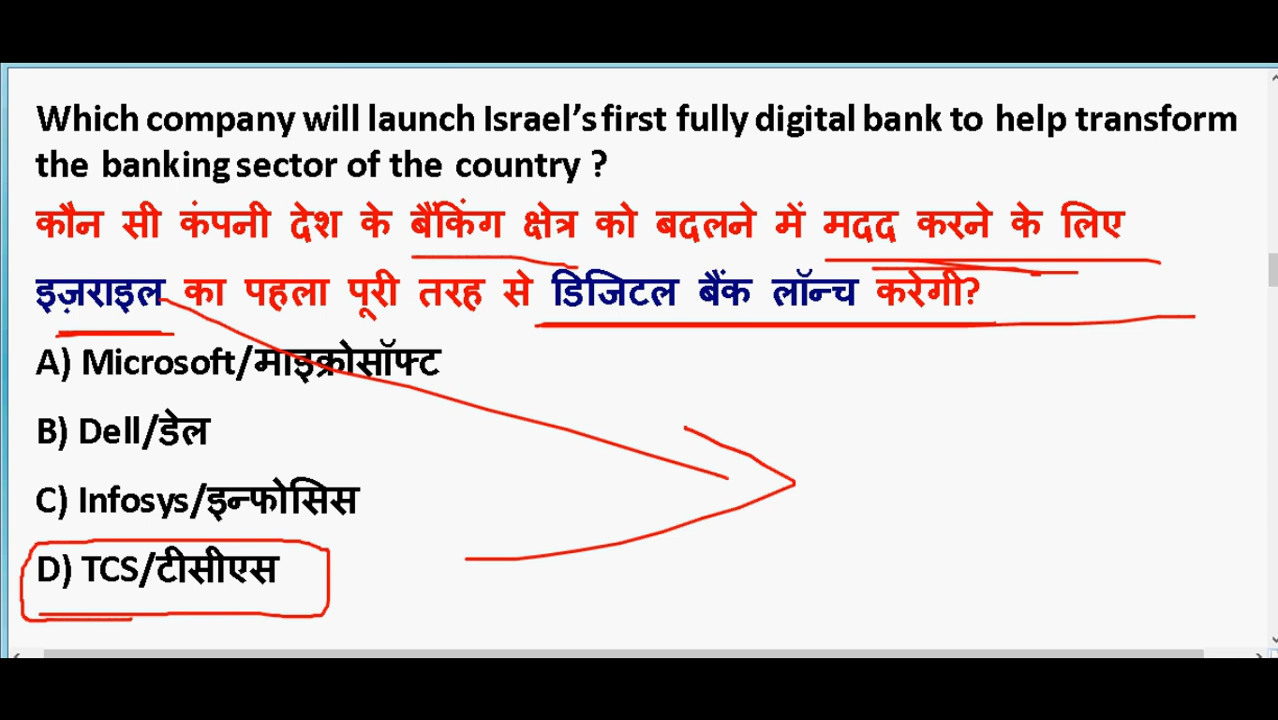 Which company will launch Israel's first fully digital bank to help transform
the banking sector of the country ?
कौन सी कंपनी देश के बैंकिंग क्षेत्र को बदलने में मदद करने के लिए
इज़राइल का पहला पूरी तरह से डिजिटल बैंक लॉन्च करेगी?
A) Microsoft/माइक्रोसॉफ्ट
B) Dell/डेल
C) Infosys/इन्फोसिस
D) TCS/टीसीएस